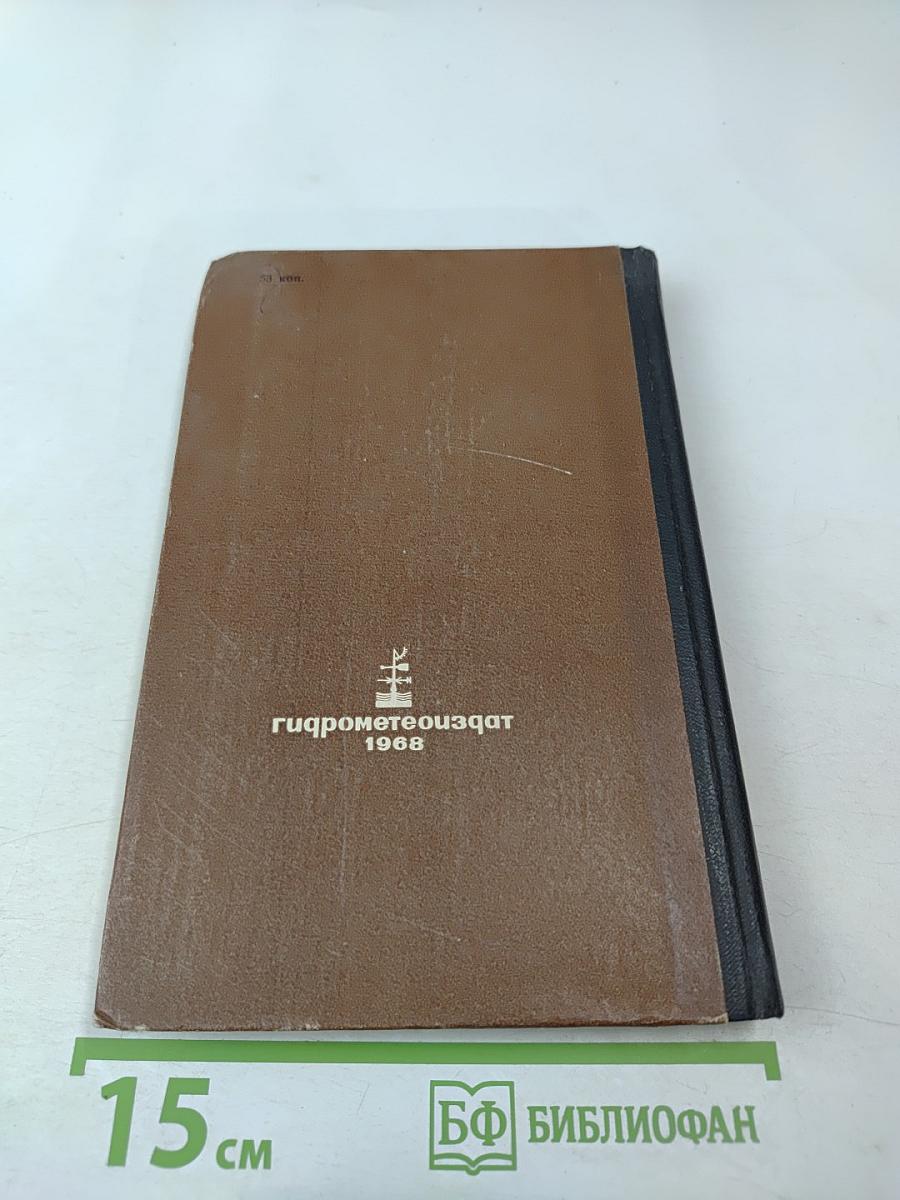 53 коп.
гидрометеоиздат
1968
15 см
БФ БИБЛИОФАН